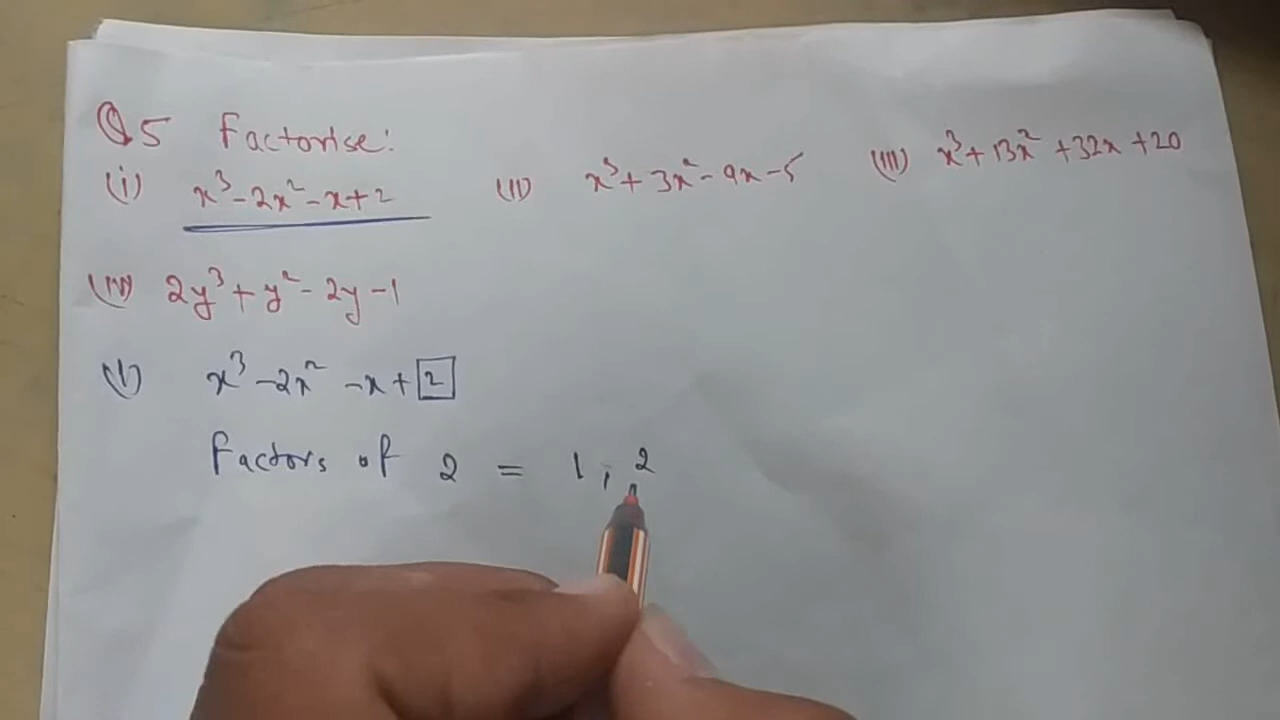 Q5 Factorise:
(i) x³-2x²-x+2 (II) x³+3x²-9x-5 (III) x³+13x²+32x+20
(IV) 2y³+y²-2y-1
(I) x³-2x²-x+2
Factors of 2 = 1, 2